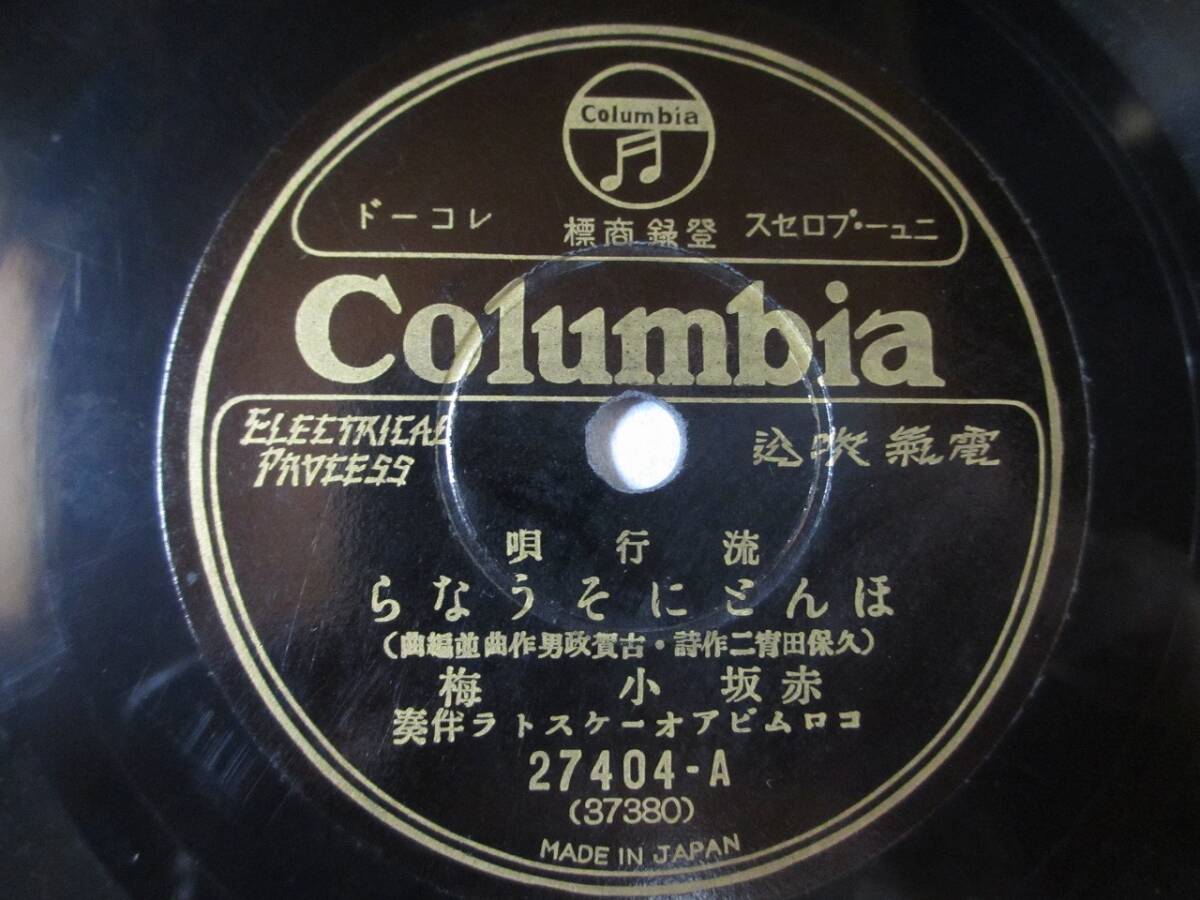 Columbia
ニュー・プロセス 登録商標 レコード
Columbia
ELECTRICAL
PROCESS
電氣吹込
流行唄
ほんとにそうなら
(久保田宵二作詩・古賀政男作曲並編曲)
赤坂小梅
コロムビアオーケストラ伴奏
27404-A
(37380)
MADE IN JAPAN